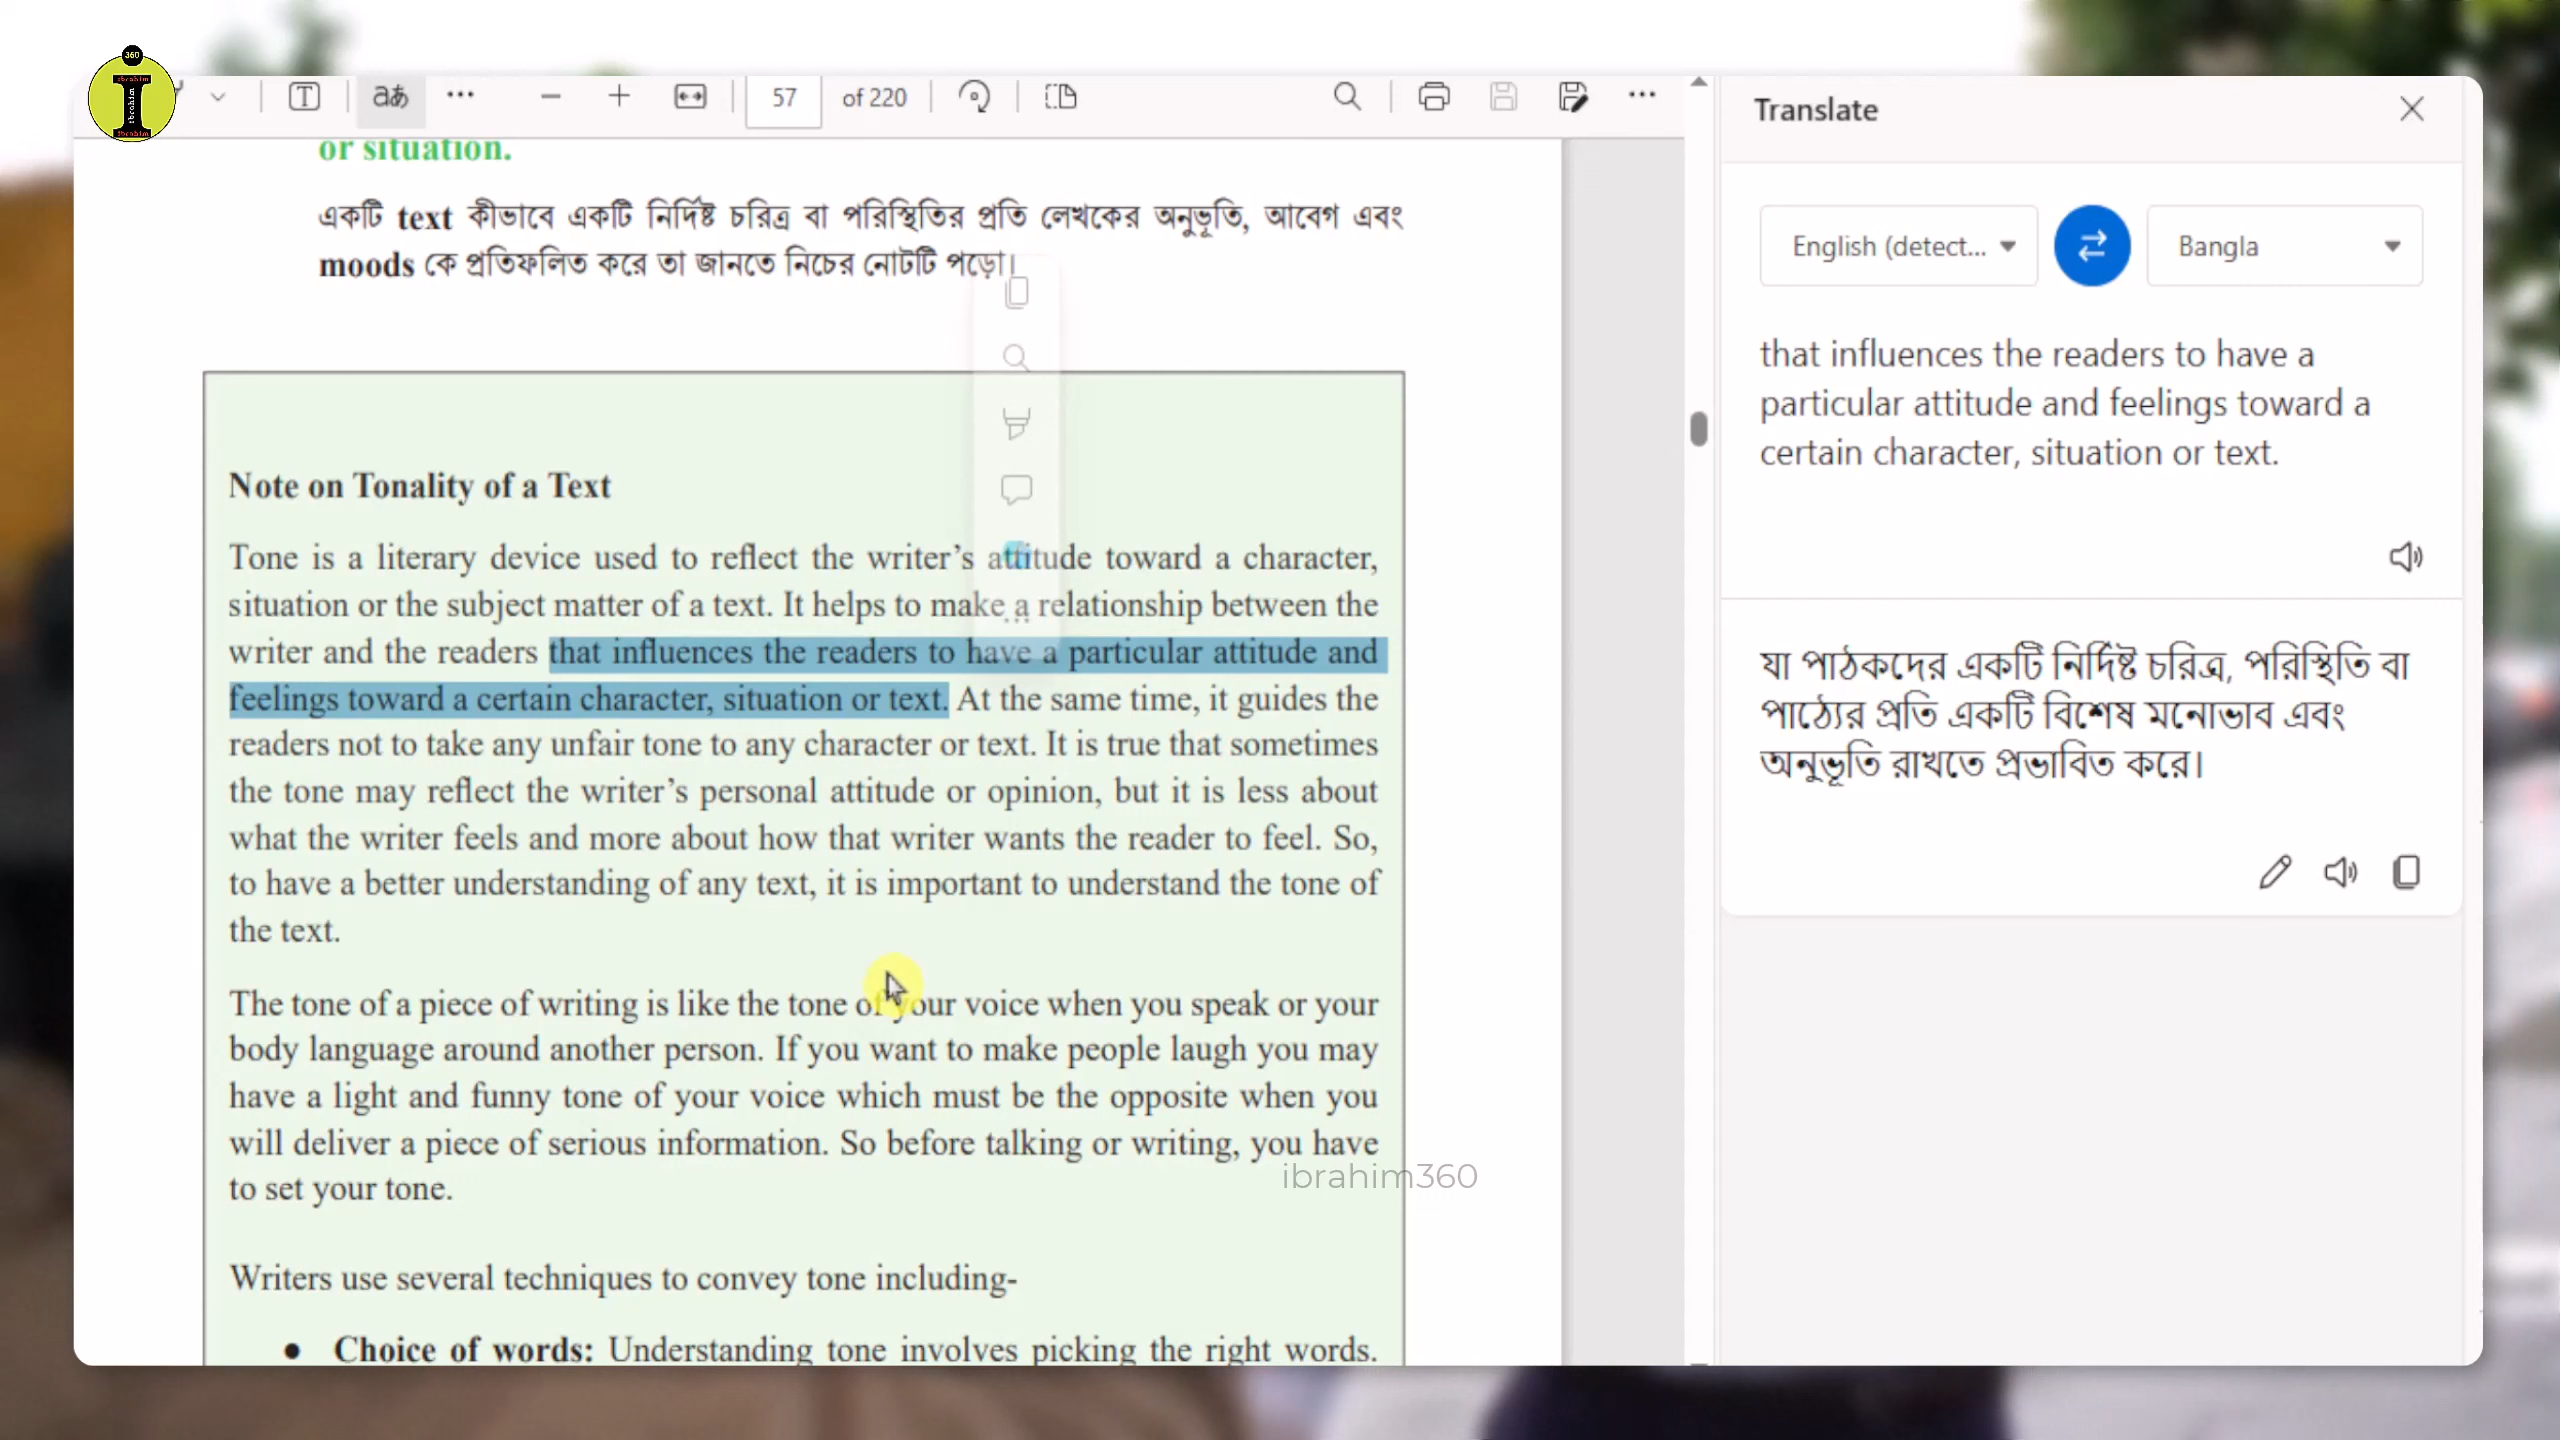 360
ibrahim
ibrahim
Ibrahim
57 of 220
or situation.
একটি text কীভাবে একটি নির্দিষ্ট চরিত্র বা পরিস্থিতির প্রতি লেখকের অনুভূতি, আবেগ এবং
moods কে প্রতিফলিত করে তা জানতে নিচের নোটটি পড়ো।
Note on Tonality of a Text
Tone is a literary device used to reflect the writer’s attitude toward a character,
situation or the subject matter of a text. It helps to make a relationship between the
writer and the readers that influences the readers to have a particular attitude and
feelings toward a certain character, situation or text. At the same time, it guides the
readers not to take any unfair tone to any character or text. It is true that sometimes
the tone may reflect the writer’s personal attitude or opinion, but it is less about
what the writer feels and more about how that writer wants the reader to feel. So,
to have a better understanding of any text, it is important to understand the tone of
the text.
The tone of a piece of writing is like the tone of your voice when you speak or your
body language around another person. If you want to make people laugh you may
have a light and funny tone of your voice which must be the opposite when you
will deliver a piece of serious information. So before talking or writing, you have
to set your tone.
ibrahim360
Writers use several techniques to convey tone including-
● Choice of words: Understanding tone involves picking the right words.
Translate
English (detect...
Bangla
that influences the readers to have a
particular attitude and feelings toward a
certain character, situation or text.
যা পাঠকদের একটি নির্দিষ্ট চরিত্র, পরিস্থিতি বা
পাঠ্যের প্রতি একটি বিশেষ মনোভাব এবং
অনুভূতি রাখতে প্রভাবিত করে।